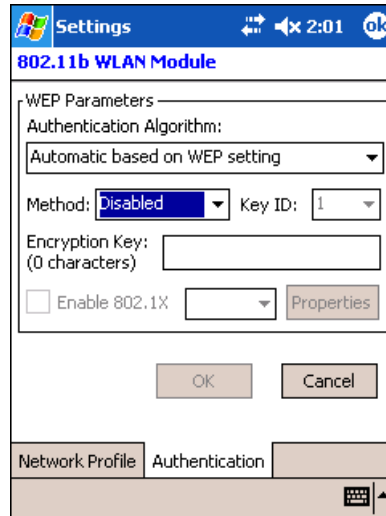 Settings 2:01 ok
802.11b WLAN Module
WEP Parameters
Authentication Algorithm:
Automatic based on WEP setting
Method: Disabled Key ID: 1
Encryption Key:
(0 characters)
Enable 802.1X Properties
OK Cancel
Network Profile Authentication